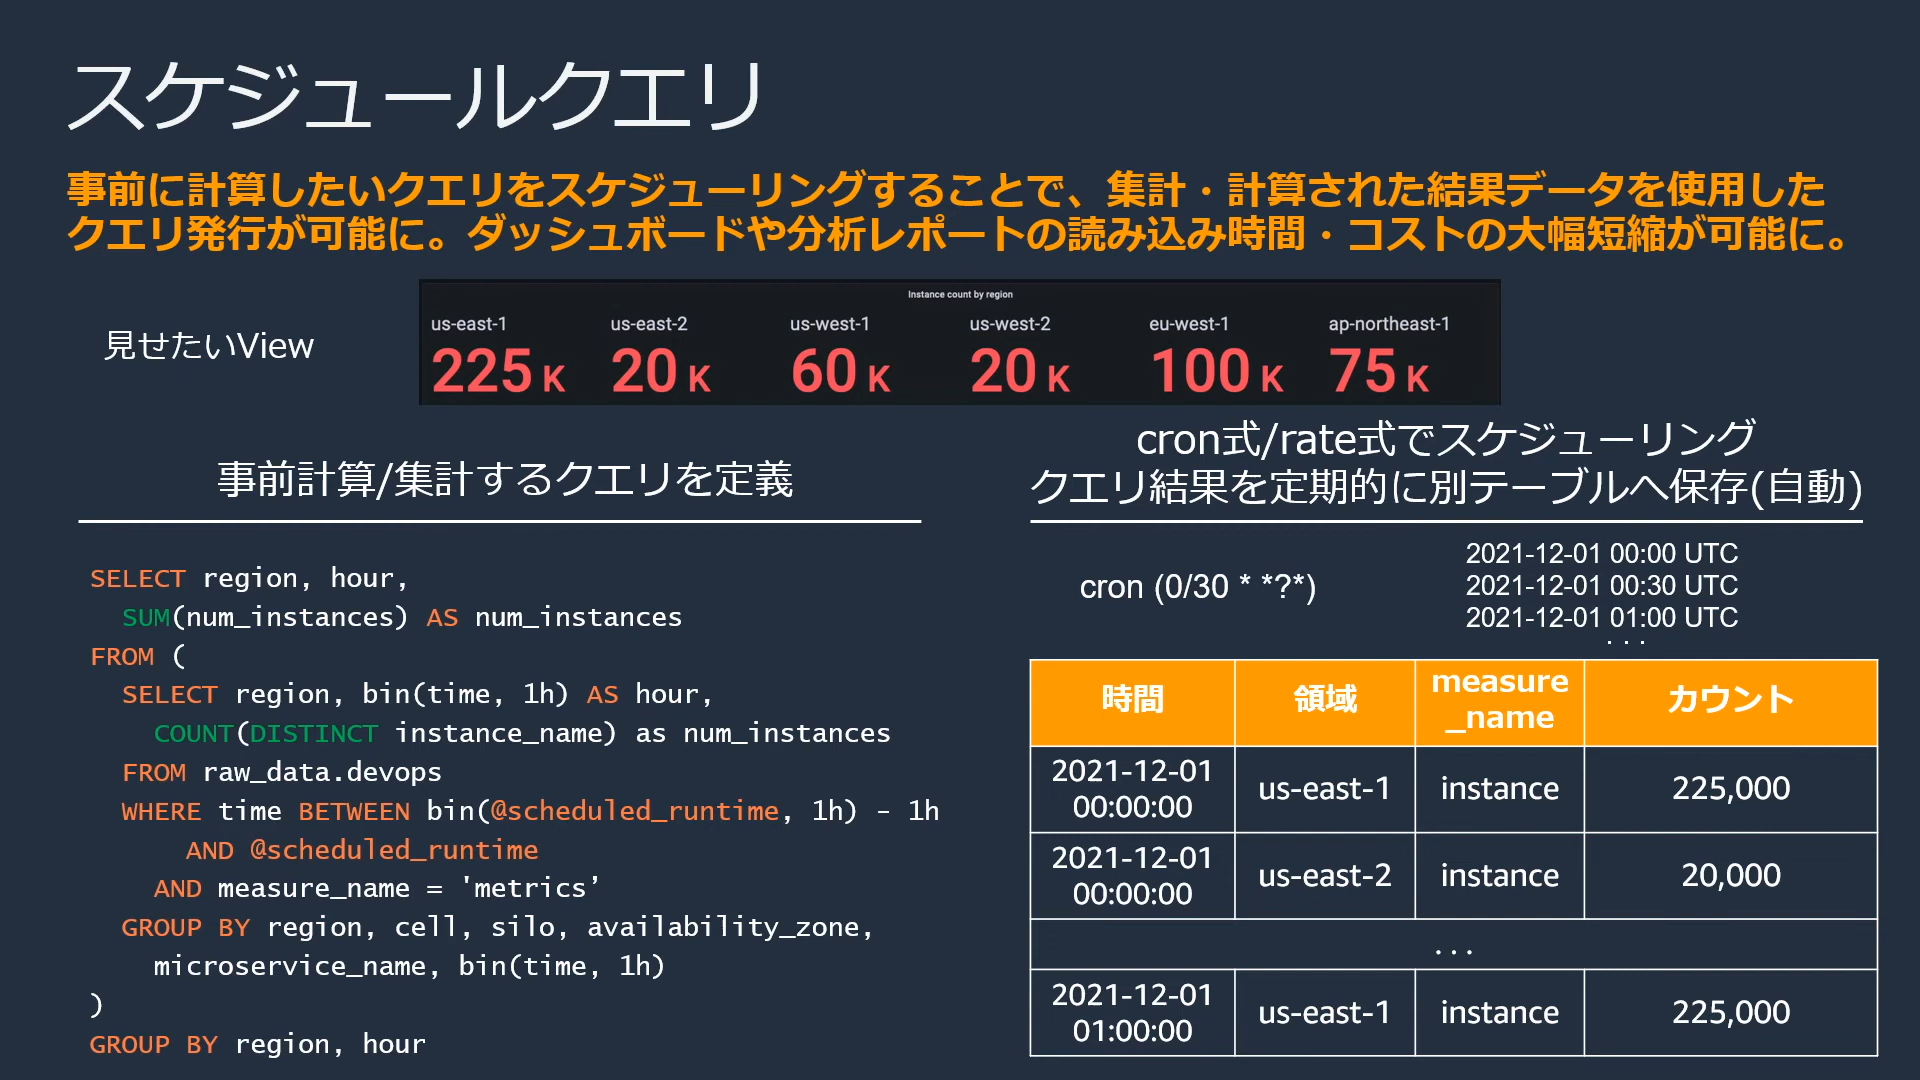 スケジュールクエリ
事前に計算したいクエリをスケジューリングすることで、集計・計算された結果データを使用した
クエリ発行が可能に。ダッシュボードや分析レポートの読み込み時間・コストの大幅短縮が可能に。
見せたいView
Instance count by region
us-east-1 us-east-2 us-west-1 us-west-2 eu-west-1 ap-northeast-1
225 K 20 K 60 K 20 K 100 K 75 K
事前計算/集計するクエリを定義
SELECT region, hour,
SUM(num_instances) AS num_instances
FROM (
SELECT region, bin(time, 1h) AS hour,
COUNT(DISTINCT instance_name) as num_instances
FROM raw_data.devops
WHERE time BETWEEN bin(@scheduled_runtime, 1h) - 1h
AND @scheduled_runtime
AND measure_name = 'metrics’
GROUP BY region, cell, silo, availability_zone,
microservice_name, bin(time, 1h)
)
GROUP BY region, hour
cron式/rate式でスケジューリング
クエリ結果を定期的に別テーブルへ保存(自動)
cron (0/30 * *?*)
2021-12-01 00:00 UTC
2021-12-01 00:30 UTC
2021-12-01 01:00 UTC
...
時間 領域 measure _name カウント
2021-12-01 00:00:00 us-east-1 instance 225,000
2021-12-01 00:00:00 us-east-2 instance 20,000
...
2021-12-01 01:00:00 us-east-1 instance 225,000